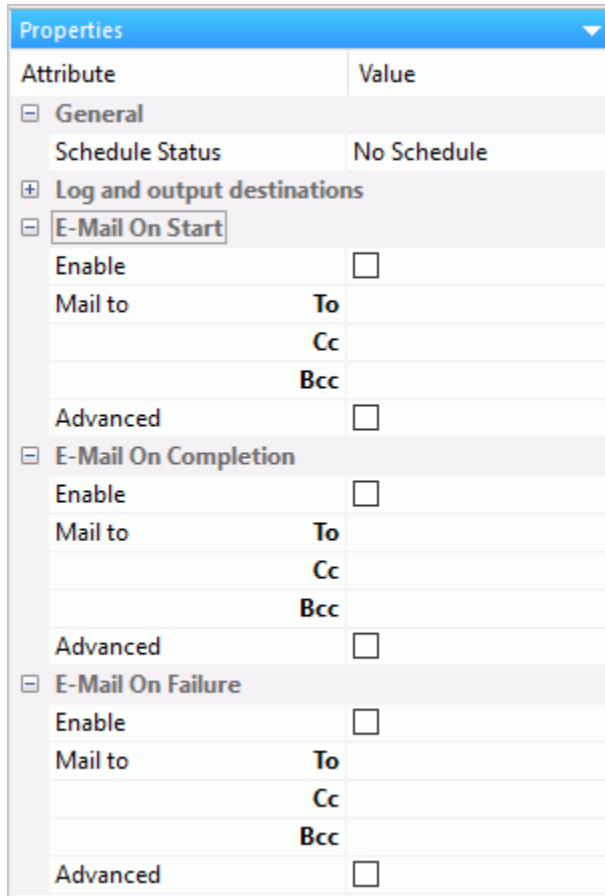 Properties
Attribute Value
General
Schedule Status No Schedule
Log and output destinations
E-Mail On Start
Enable
Mail to To
Cc
Bcc
Advanced
E-Mail On Completion
Enable
Mail to To
Cc
Bcc
Advanced
E-Mail On Failure
Enable
Mail to To
Cc
Bcc
Advanced